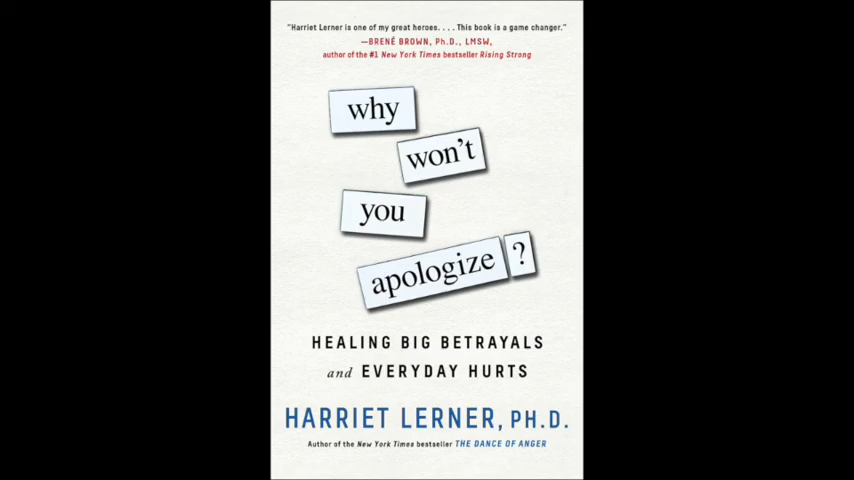 "Harriet Lerner is one of my great heroes. . . . This book is a game changer."
—BRENÉ BROWN, Ph.D., LMSW,
author of the #1 New York Times bestseller Rising Strong
why
won't
you
apologize?
HEALING BIG BETRAYALS
and EVERYDAY HURTS
HARRIET LERNER, PH.D.
Author of the New York Times bestseller THE DANCE OF ANGER